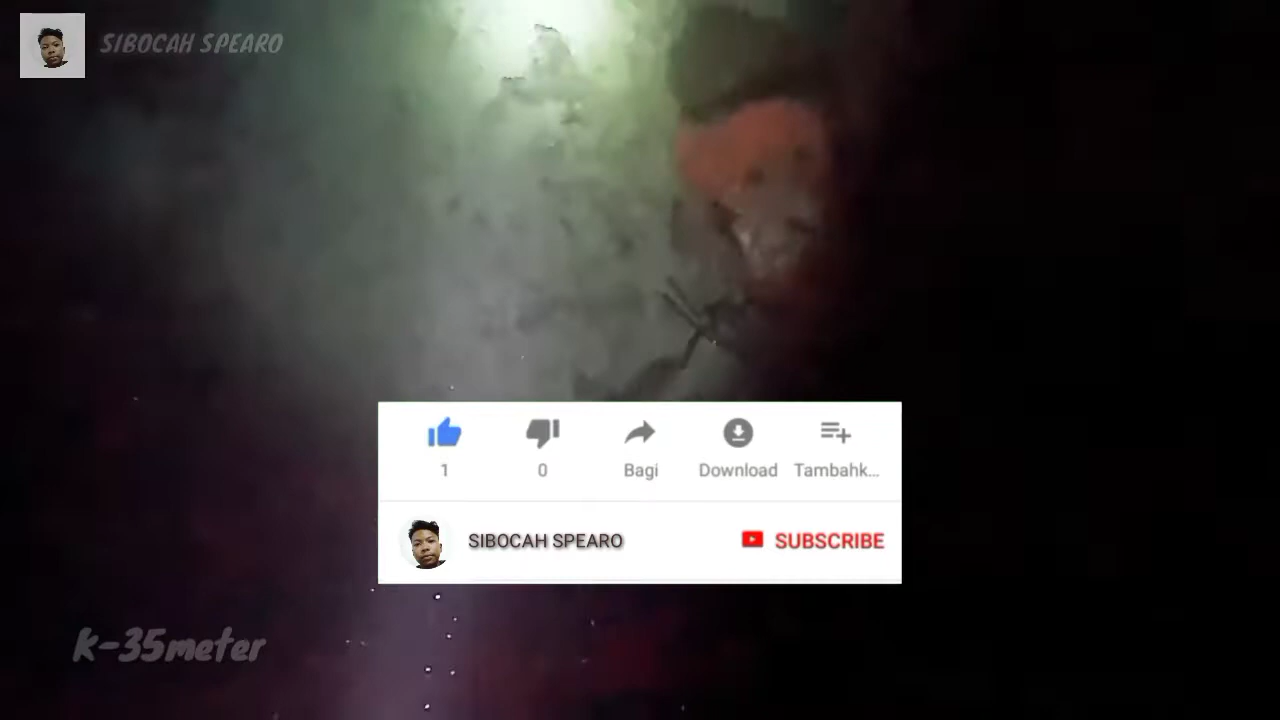 SIBOCAH SPEARO
1
0
Bagi
Download
Tambahk...
SIBOCAH SPEARO
SUBSCRIBE
k-35meter